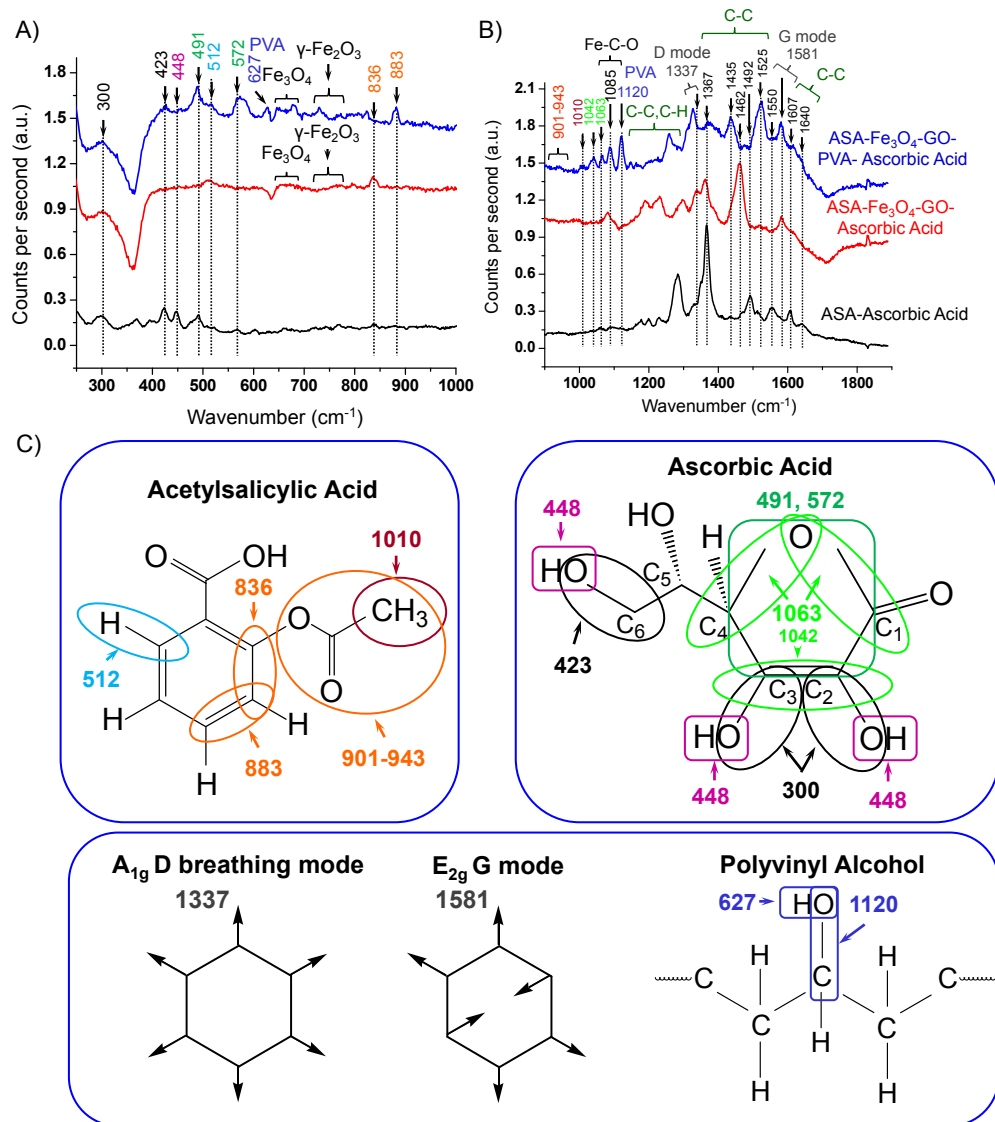 A)
Counts per second (a.u.)
1.8
1.5
1.2
0.9
0.6
0.3
0.0
300
423
448
491
512
572
627
PVA
γ-Fe₂O₃
Fe₃O₄
836
883
γ-Fe₂O₃
Fe₃O₄
300 400 500 600 700 800 900 1000
Wavenumber (cm⁻¹)
B)
Counts per second (a.u.)
2.1
1.8
1.5
1.2
0.9
0.6
0.3
0.0
901-943
1010
1042
1063
Fe-C-O
1085
PVA
1120
C-C,C-H
D mode
1337
C-C
1367
1435
1462
1492
1525
1550
G mode
1581
1607
1640
C-C
ASA-Fe₃O₄-GO-
PVA- Ascorbic Acid
ASA-Fe₃O₄-GO-
Ascorbic Acid
ASA-Ascorbic Acid
1000 1200 1400 1600 1800
Wavenumber (cm⁻¹)
C)
Acetylsalicylic Acid
O
OH
1010
836
CH3
O
H
512
O
H
H
883
901-943
H
Ascorbic Acid
491, 572
448
HO
H
O
HO
C5
O
1063
C6
C4
C1
1042
423
C3
C2
HO
OH
448
300
448
A1g D breathing mode
1337
E2g G mode
1581
Polyvinyl Alcohol
627
HO
1120
H
H
C
C
C
C
H
C
H
H